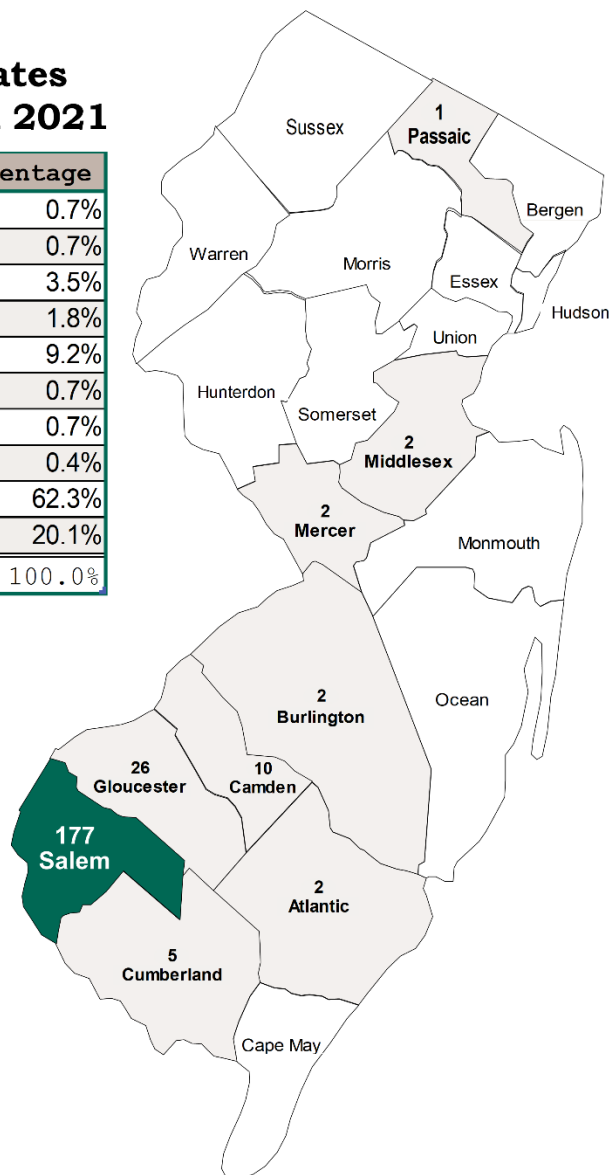 2021
0.7%
0.7%
3.5%
1.8%
9.2%
0.7%
0.7%
0.4%
62.3%
20.1%
100.0%
1
Passaic
Sussex
Bergen
Warren
Morris
Essex
Hudson
Union
Hunterdon
Somerset
2
Middlesex
2
Mercer
Monmouth
2
Burlington
Ocean
26
Gloucester
10
Camden
177
Salem
2
Atlantic
5
Cumberland
Cape May